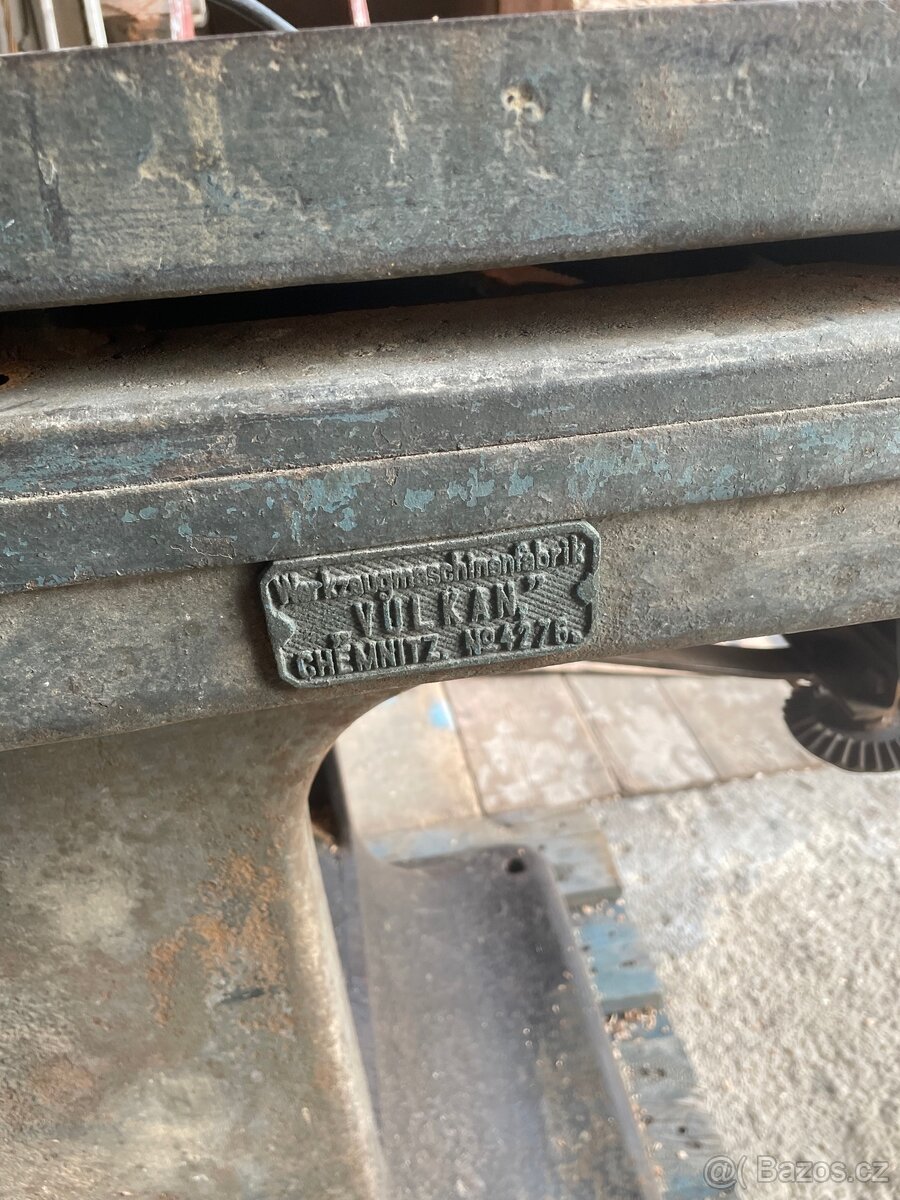 Werkzeugmaschinenfabrik
„VULKAN”
CHEMNITZ. No 4276.
@( Bazos.cz